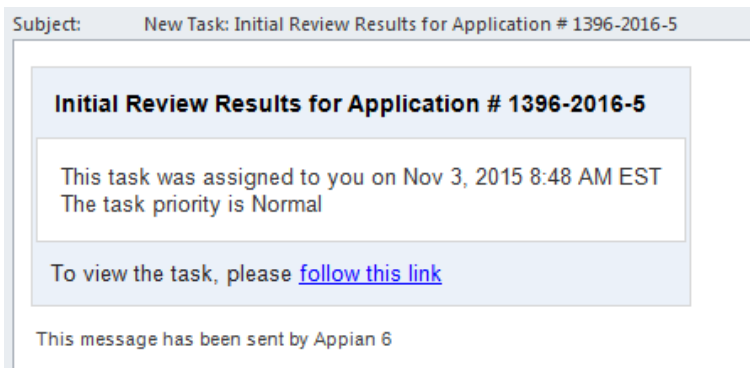 Subject: New Task: Initial Review Results for Application # 1396-2016-5
Initial Review Results for Application # 1396-2016-5
This task was assigned to you on Nov 3, 2015 8:48 AM EST
The task priority is Normal
To view the task, please follow this link
This message has been sent by Appian 6